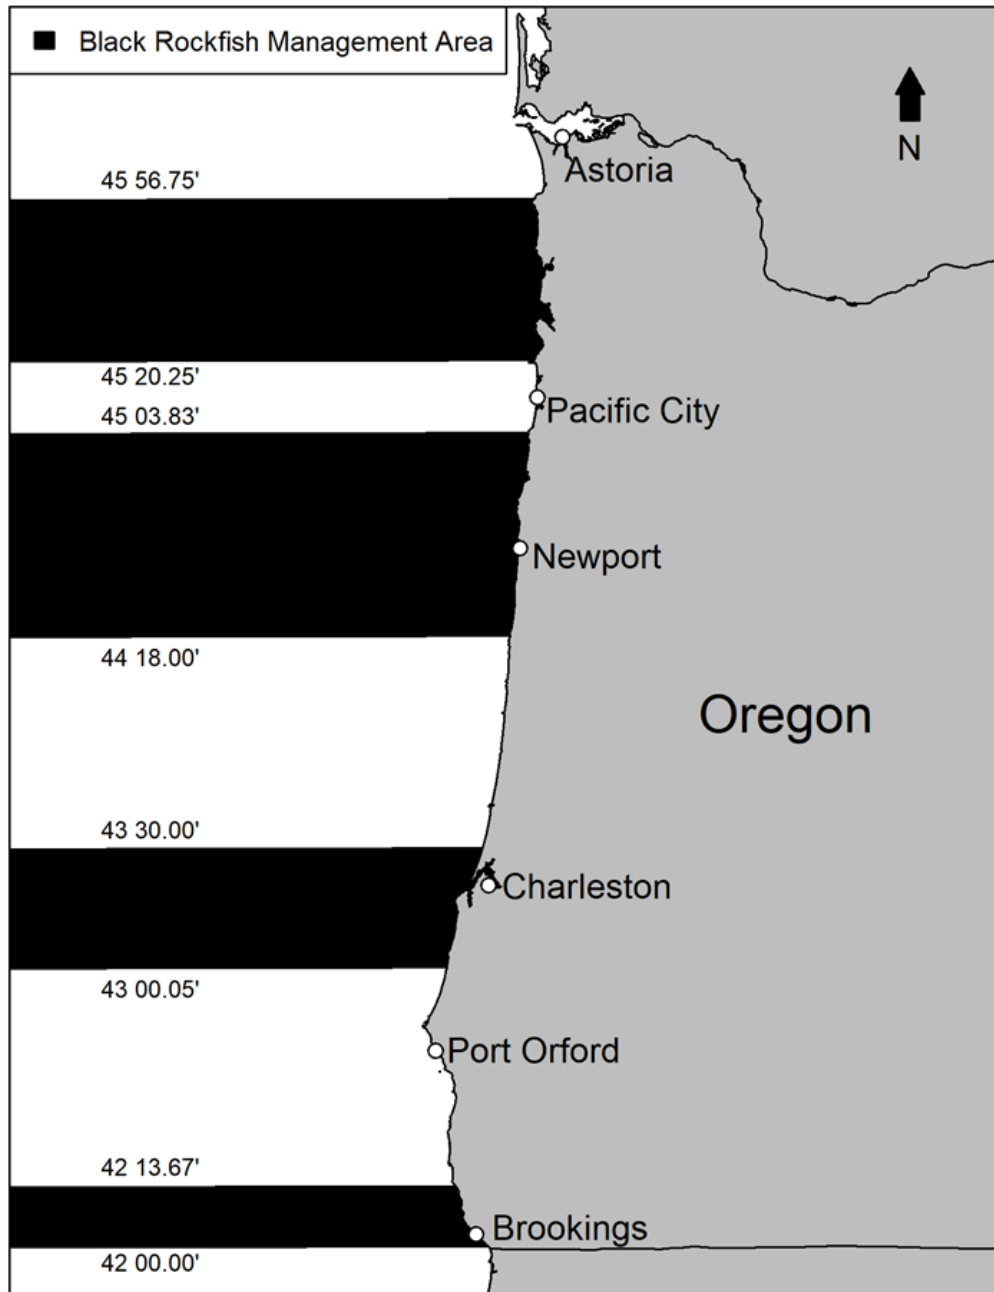 Black Rockfish Management Area
N
Astoria
45 56.75'
45 20.25'
45 03.83'
Pacific City
Newport
44 18.00'
Oregon
43 30.00'
Charleston
43 00.05'
Port Orford
42 13.67'
Brookings
42 00.00'